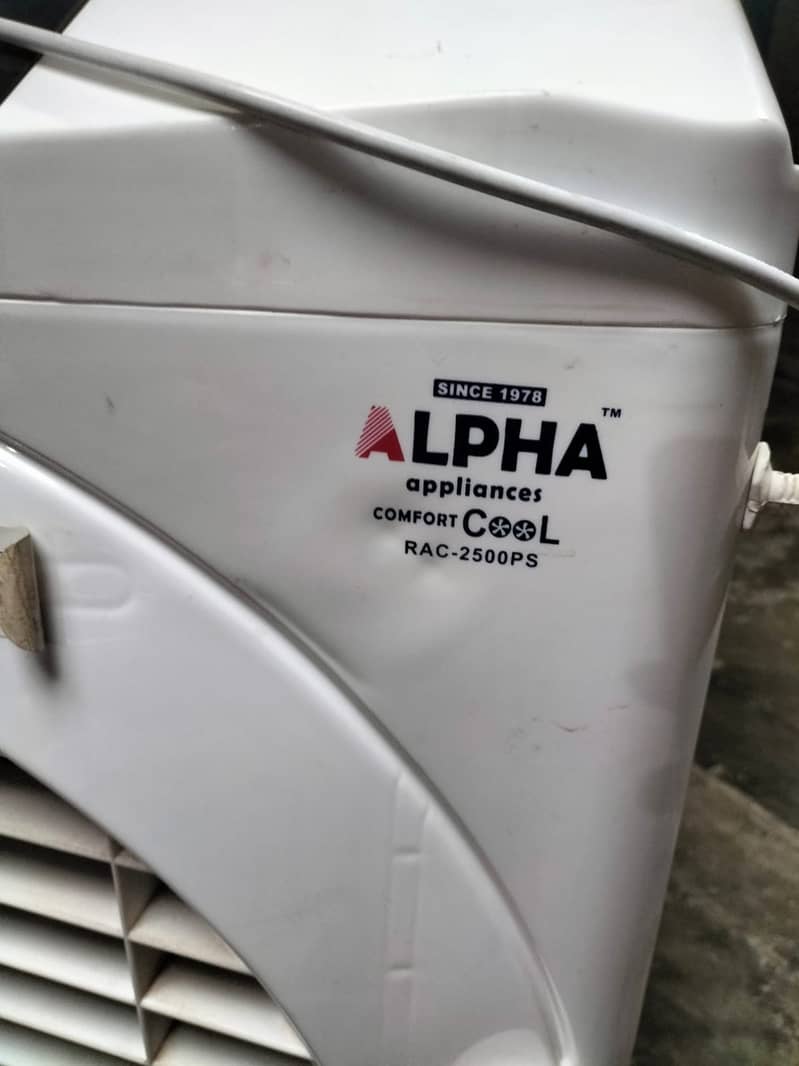 SINCE 1978
ALPHA™
appliances
COMFORT COOL
RAC-2500PS